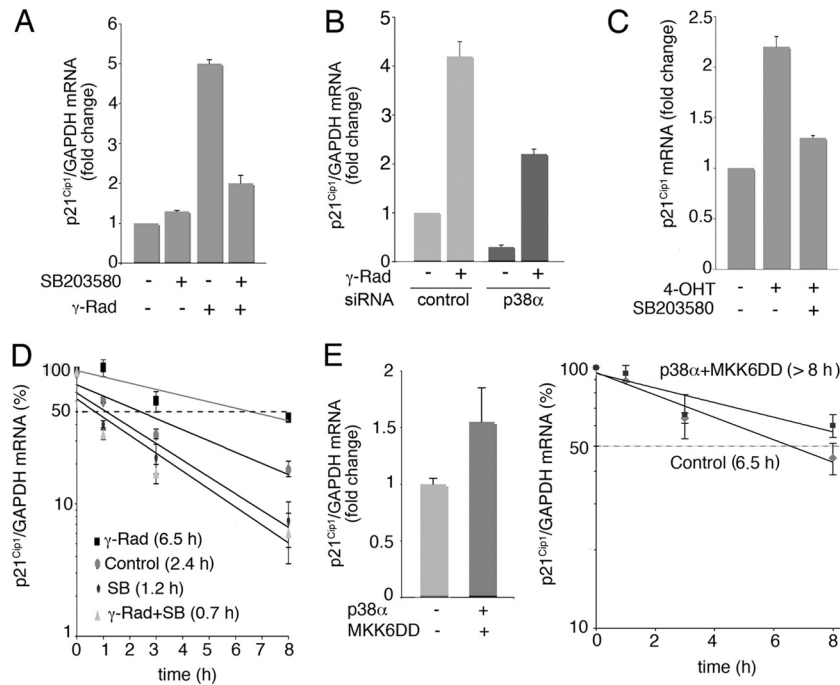 A
p21Cip1/GAPDH mRNA
(fold change)
6
5
4
3
2
1
0
SB203580 - + - +
γ-Rad - - + +
B
p21Cip1/GAPDH mRNA
(fold change)
5
4
3
2
1
0
γ-Rad - + - +
siRNA control p38α
C
p21Cip1 mRNA (fold change)
2.5
2
1.5
1
0.5
0
4-OHT - + +
SB203580 - - +
D
p21Cip1/GAPDH mRNA (%)
100
50
10
1
γ-Rad (6.5 h)
Control (2.4 h)
SB (1.2 h)
γ-Rad+SB (0.7 h)
0 1 2 3 4 5 6 7 8
time (h)
E
p21Cip1/GAPDH mRNA
(fold change)
2
1.5
1
0.5
0
p38α - +
MKK6DD - +
p21Cip1/GAPDH mRNA (%)
100
50
10
p38α+MKK6DD (> 8 h)
Control (6.5 h)
0 2 4 6 8
time (h)